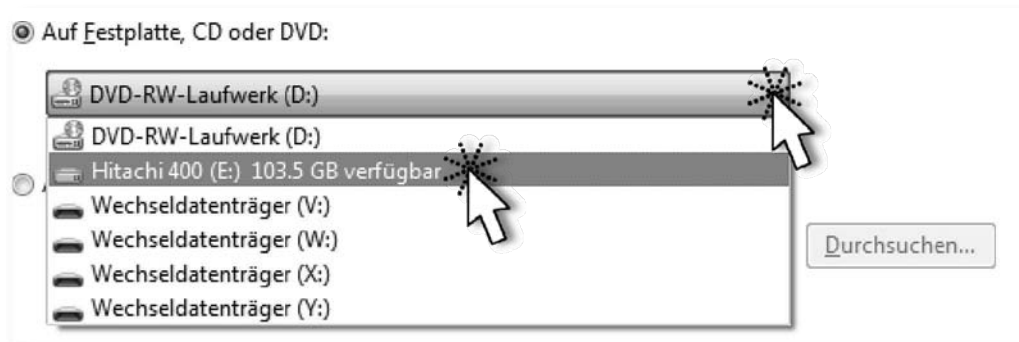 Auf Festplatte, CD oder DVD:
DVD-RW-Laufwerk (D:)
DVD-RW-Laufwerk (D:)
Hitachi 400 (E:) 103.5 GB verfügbar
Wechseldatenträger (V:)
Wechseldatenträger (W:)
Durchsuchen...
Wechseldatenträger (X:)
Wechseldatenträger (Y:)